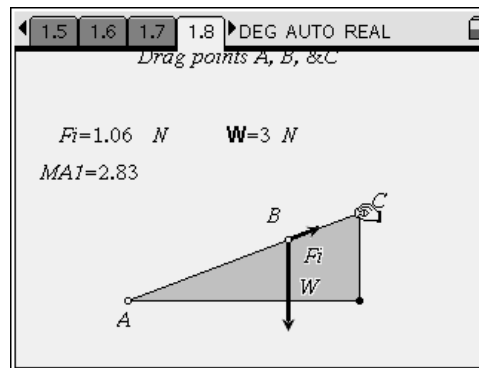 1.5 1.6 1.7 1.8 DEG AUTO REAL
Drag points A, B, &C
Fi=1.06 N W=3 N
MA1=2.83
C
B
Fi
W
A